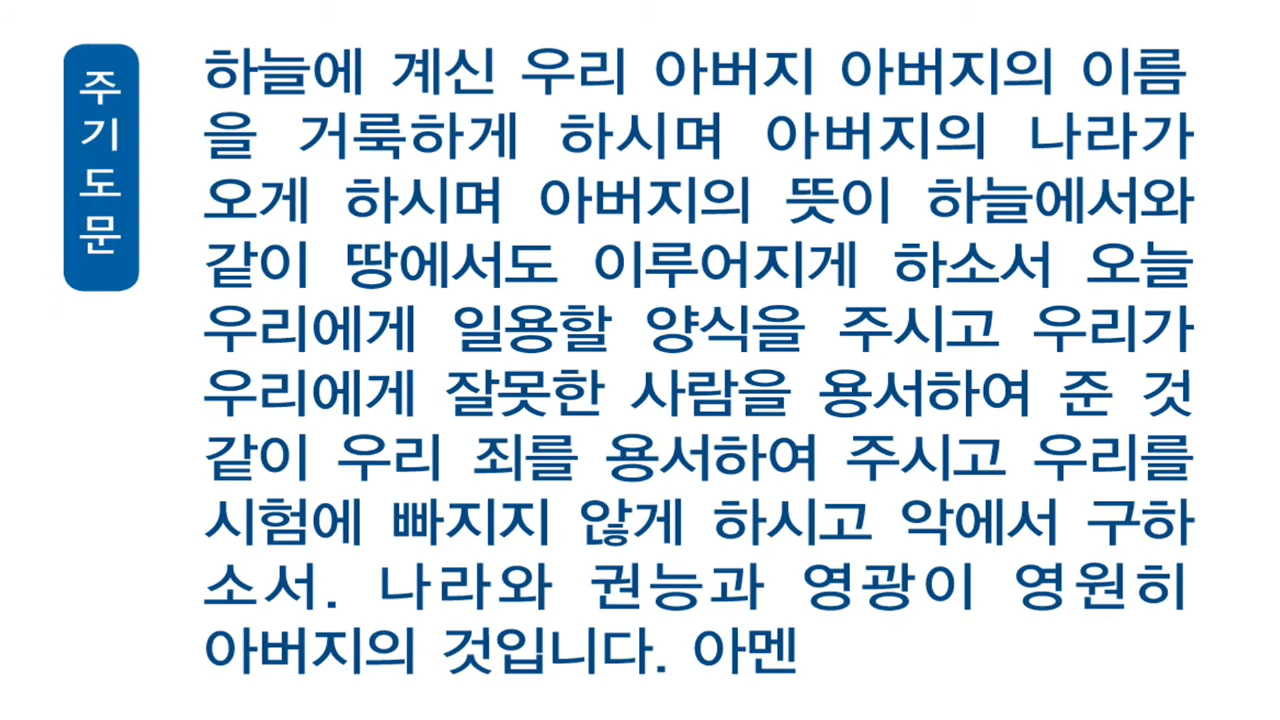 주기도문
하늘에 계신 우리 아버지 아버지의 이름
을 거룩하게 하시며 아버지의 나라가
오게 하시며 아버지의 뜻이 하늘에서와
같이 땅에서도 이루어지게 하소서 오늘
우리에게 일용할 양식을 주시고 우리가
우리에게 잘못한 사람을 용서하여 준 것
같이 우리 죄를 용서하여 주시고 우리를
시험에 빠지지 않게 하시고 악에서 구하
소서. 나라와 권능과 영광이 영원히
아버지의 것입니다. 아멘